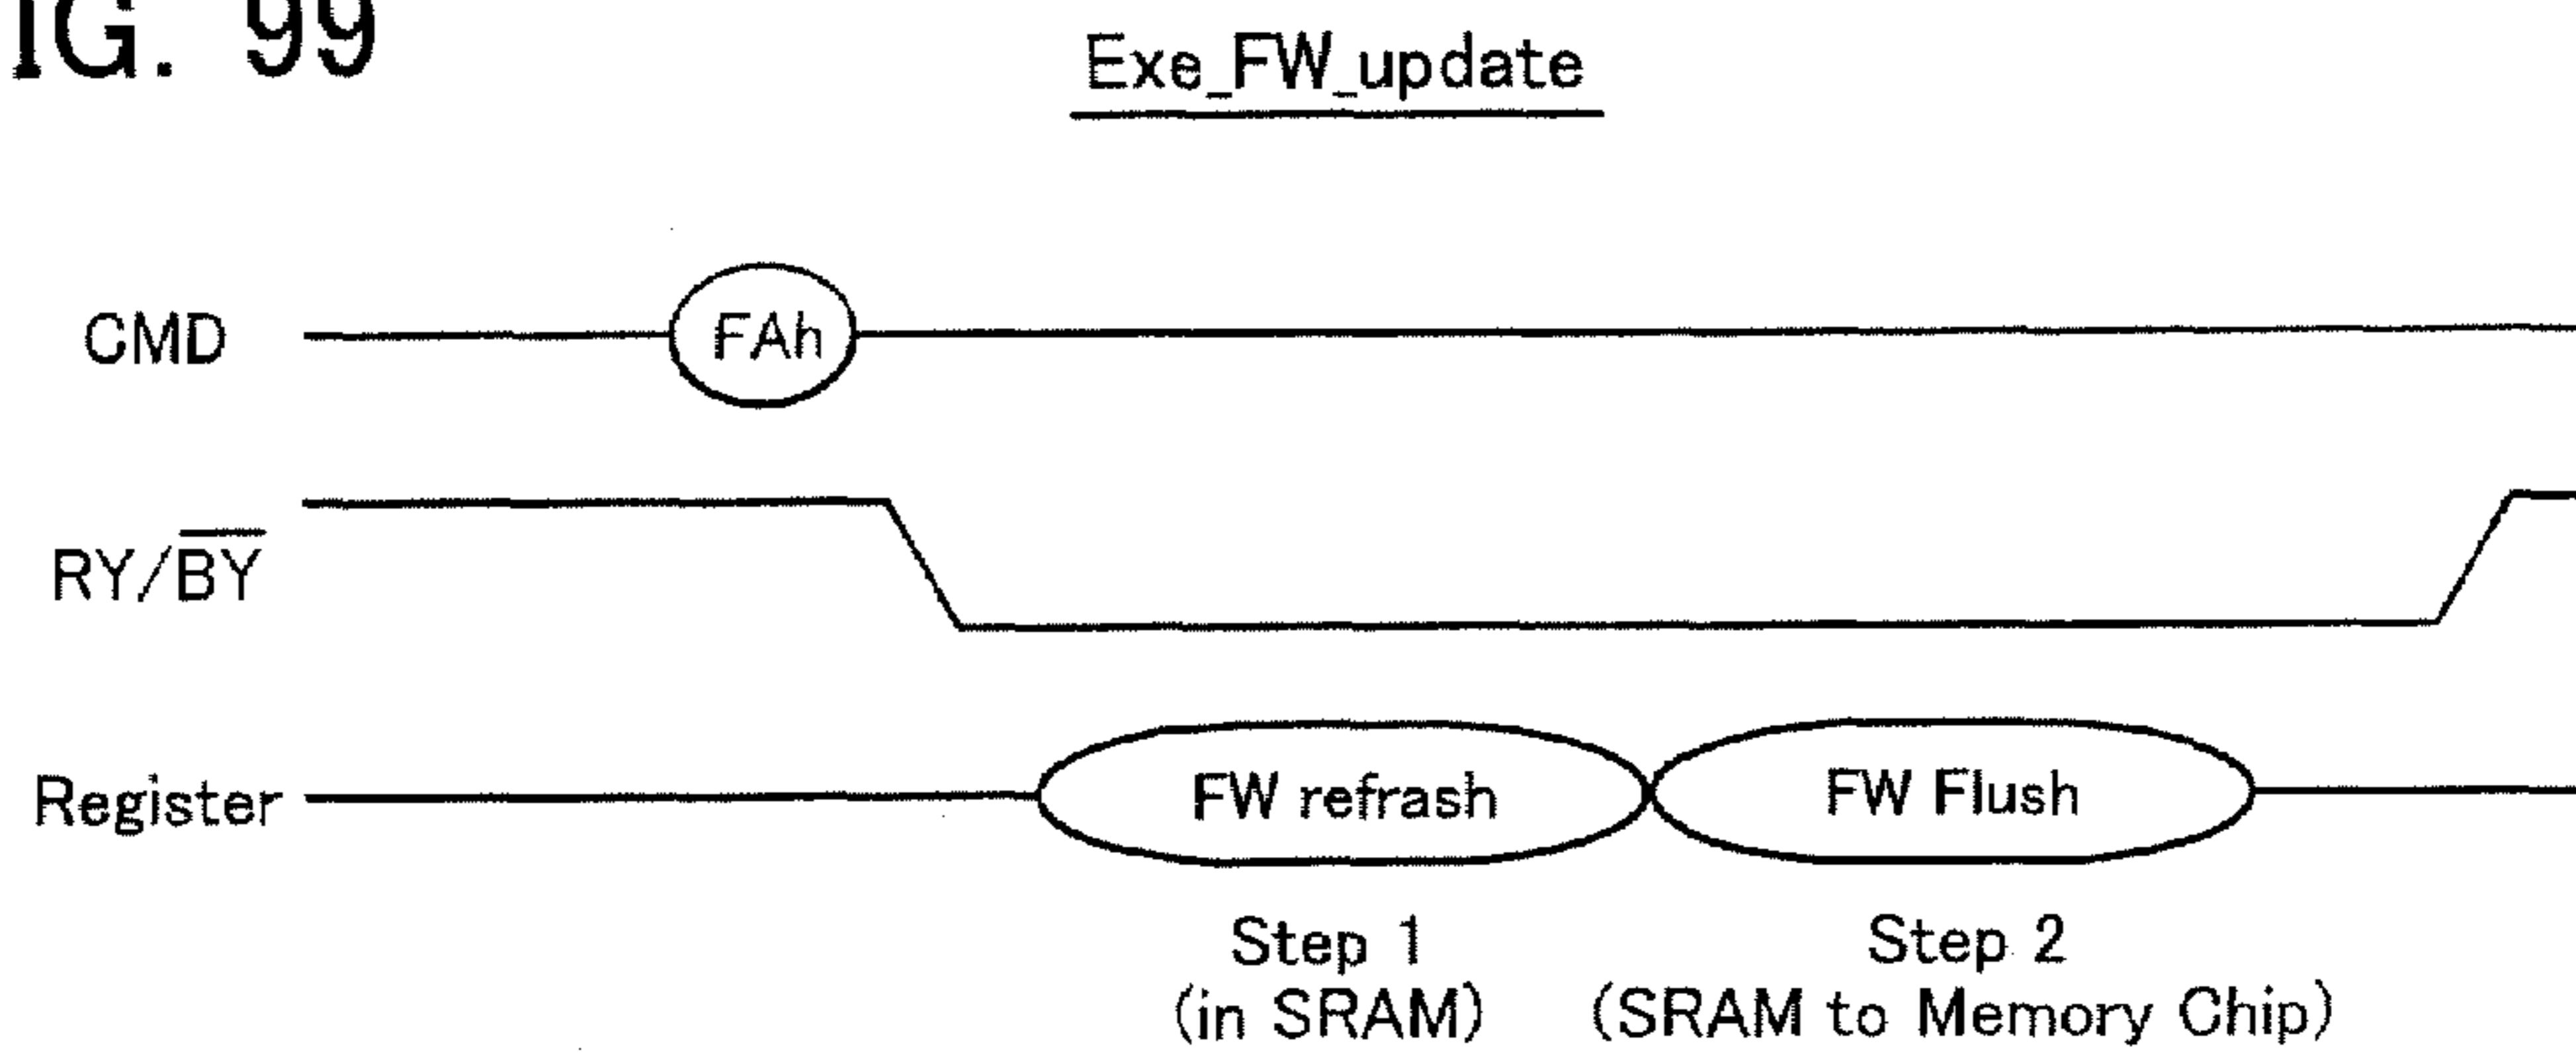 IG. 99
Exe_FW_update
CMD
FAh
RY/B̅Y̅
Register
FW refrash
FW Flush
Step 1
(in SRAM)
Step 2
(SRAM to Memory Chip)